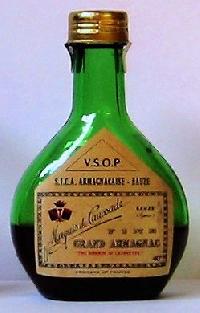 V.S.O.P
S.I.C.A. ARMAGNACAISE - EAUZE
Marquis de Caussade
FINE
GRAND ARMAGNAC
PRODUCE OF FRANCE